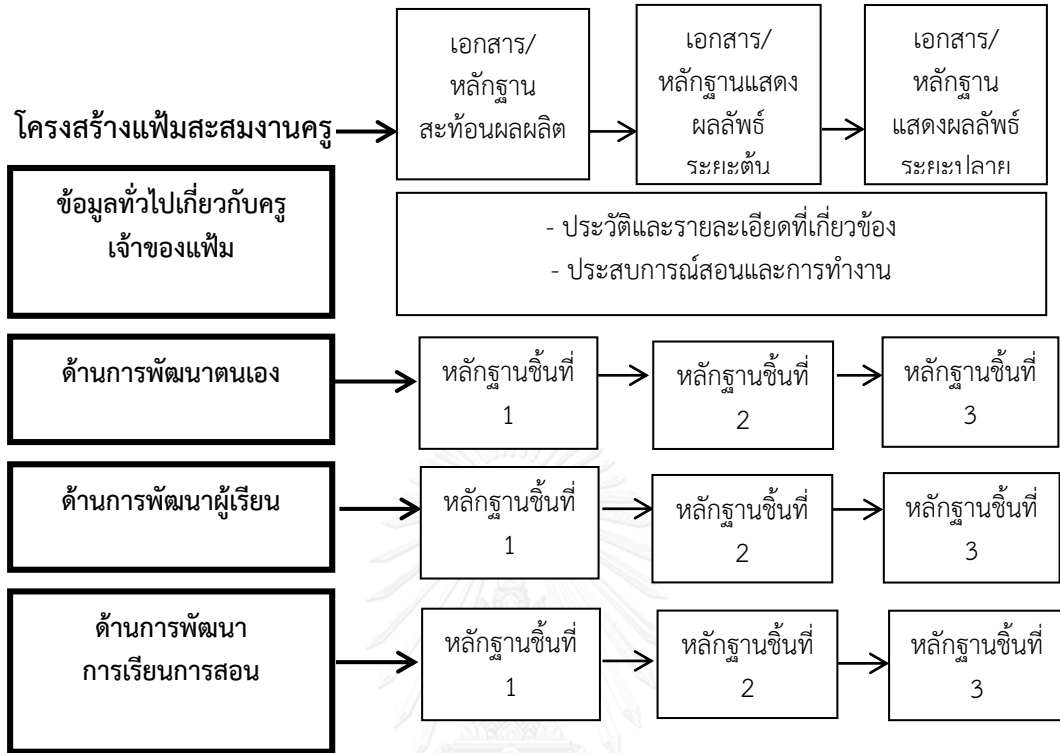 เอกสาร/
หลักฐาน
สะท้อนผลผลิต
เอกสาร/
หลักฐานแสดง
ผลลัพธ์
ระยะต้น
เอกสาร/
หลักฐาน
แสดงผลลัพธ์
ระยะปลาย
โครงสร้างแฟ้มสะสมงานครู
ข้อมูลทั่วไปเกี่ยวกับครู
เจ้าของแฟ้ม
- ประวัติและรายละเอียดที่เกี่ยวข้อง
- ประสบการณ์สอนและการทำงาน
ด้านการพัฒนาตนเอง
หลักฐานชิ้นที่
1
หลักฐานชิ้นที่
2
หลักฐานชิ้นที่
3
ด้านการพัฒนาผู้เรียน
หลักฐานชิ้นที่
1
หลักฐานชิ้นที่
2
หลักฐานชิ้นที่
3
ด้านการพัฒนา
การเรียนการสอน
หลักฐานชิ้นที่
1
หลักฐานชิ้นที่
2
หลักฐานชิ้นที่
3